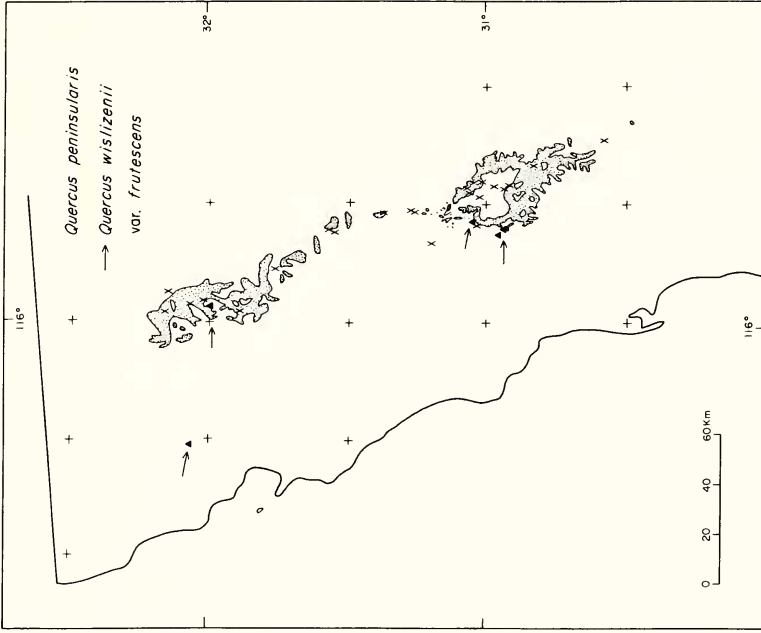 32°
31°
Quercus peninsularis
→ Quercus wislizenii
var. frutescens
116°
116°
0 20 40 60 Km